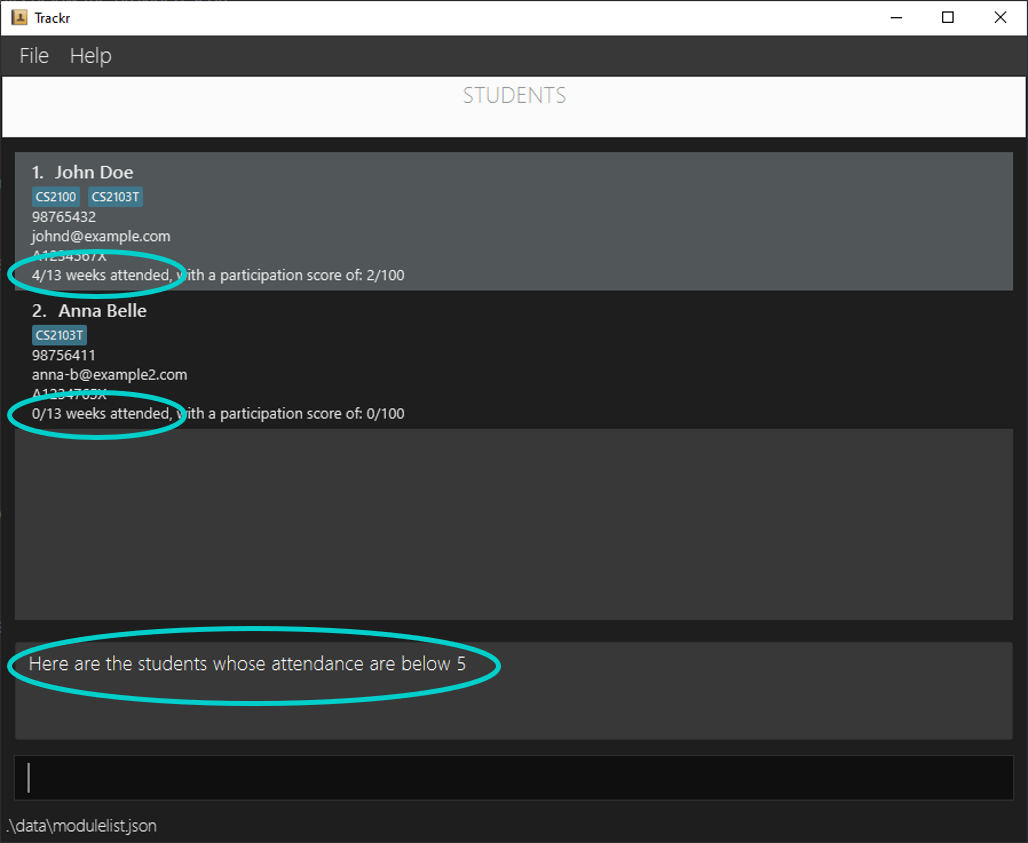 Trackr
File Help
STUDENTS
1. John Doe
CS2100 CS2103T
98765432
johnd@example.com
A1234567X
4/13 weeks attended, with a participation score of: 2/100
2. Anna Belle
CS2103T
98756411
anna-b@example2.com
A1234765X
0/13 weeks attended, with a participation score of: 0/100
Here are the students whose attendance are below 5
.\data\modulelist.json